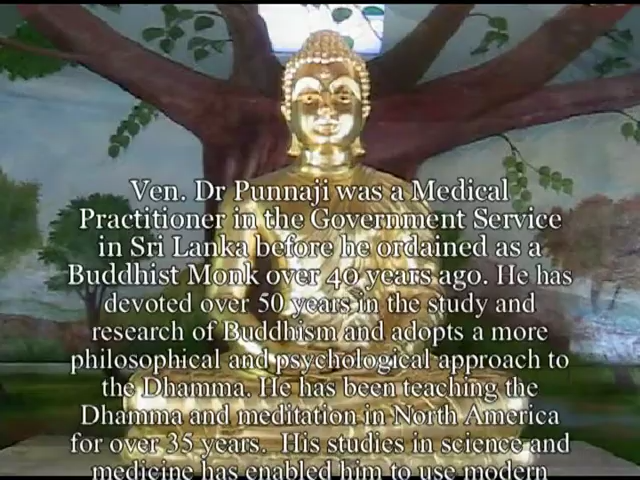 Ven. Dr Punnaji was a Medical
Practitioner in the Government Service
in Sri Lanka before he ordained as a
Buddhist Monk over 40 years ago. He has
devoted over 50 years in the study and
research of Buddhism and adopts a more
philosophical and psychological approach to
the Dhamma. He has been teaching the
Dhamma and meditation in North America
for over 35 years. His studies in science and
medicine has enabled him to use modern